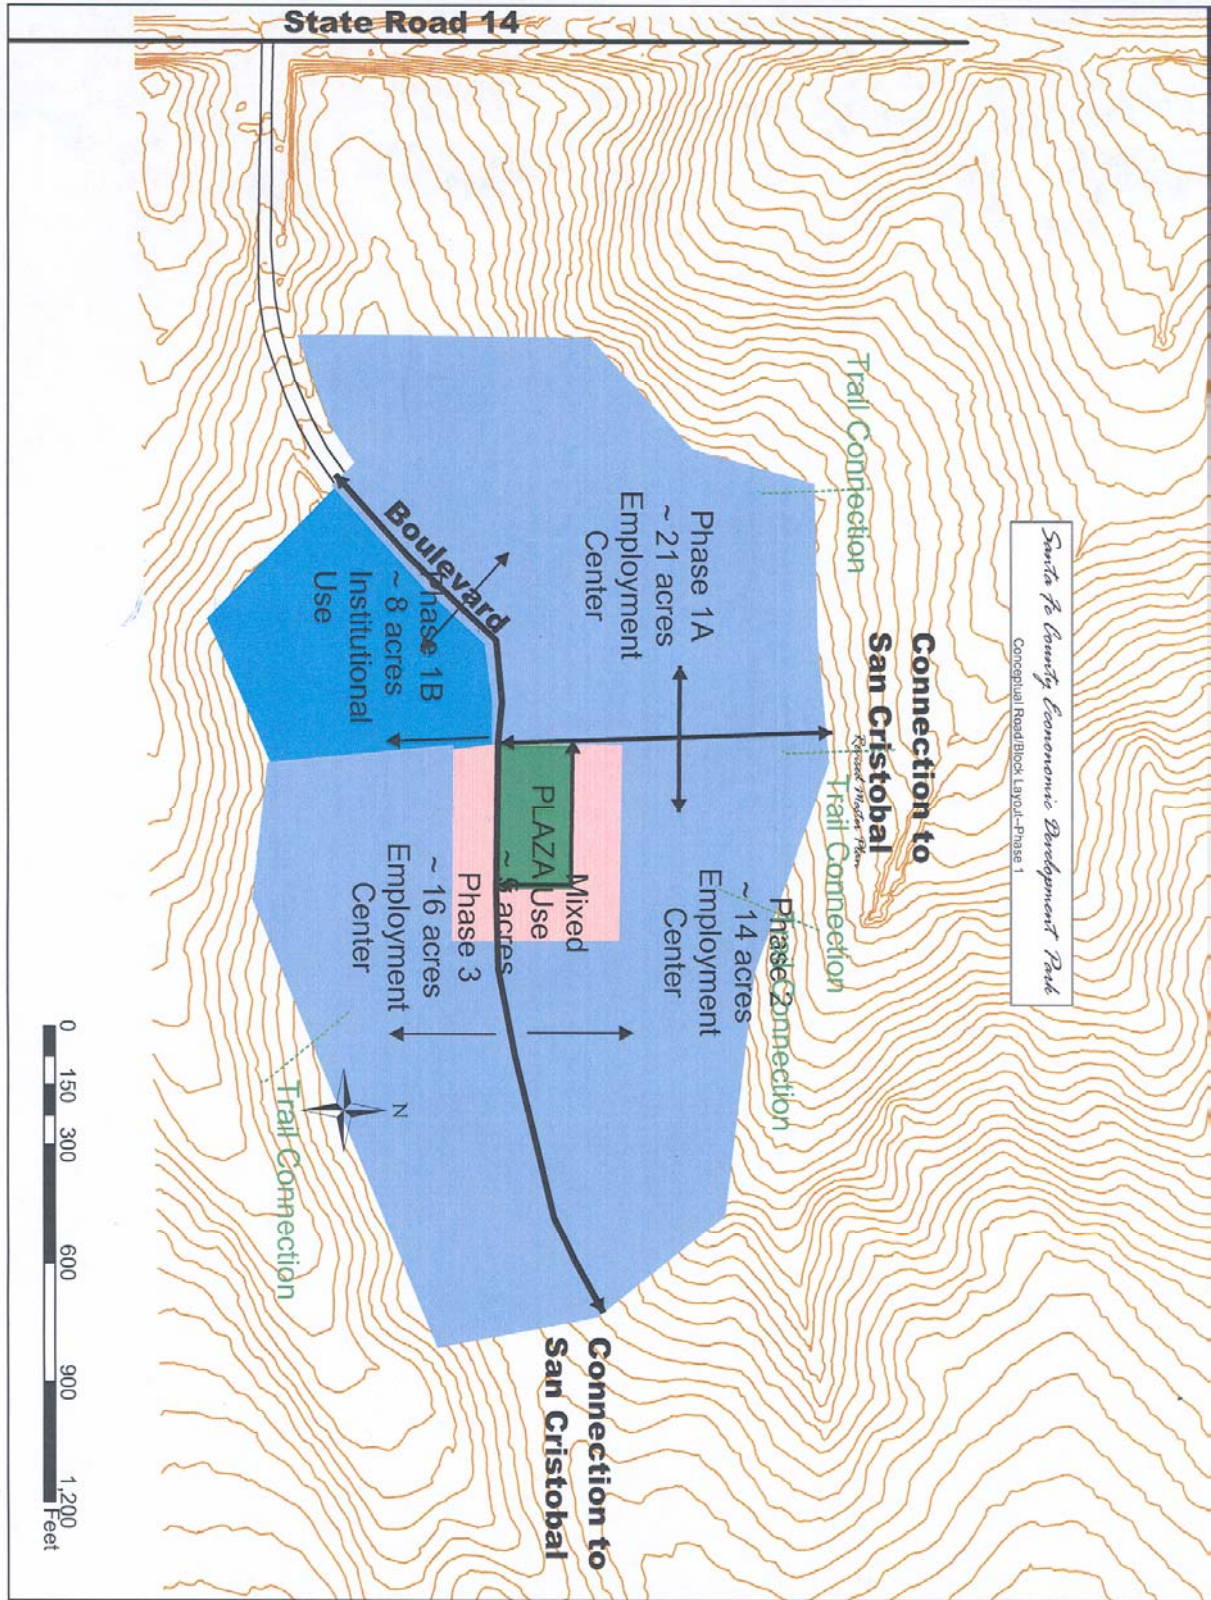 State Road 14
Santa Fe County Economic Development Park
Conceptual Road/Block Layout--Phase 1
Revised Master Plan
Connection to
San Cristobal
Trail Connection
Trail Connection
Trail Connection
Phase 1A
~ 21 acres
Employment
Center
Phase 2
~ 14 acres
Employment
Center
Boulevard
Phase 1B
~ 8 acres
Institutional
Use
PLAZA
Mixed
Use
acres
Phase 3
~ 16 acres
Employment
Center
Trail Connection
N
Connection to
San Cristobal
0 150 300 600 900 1,200
Feet